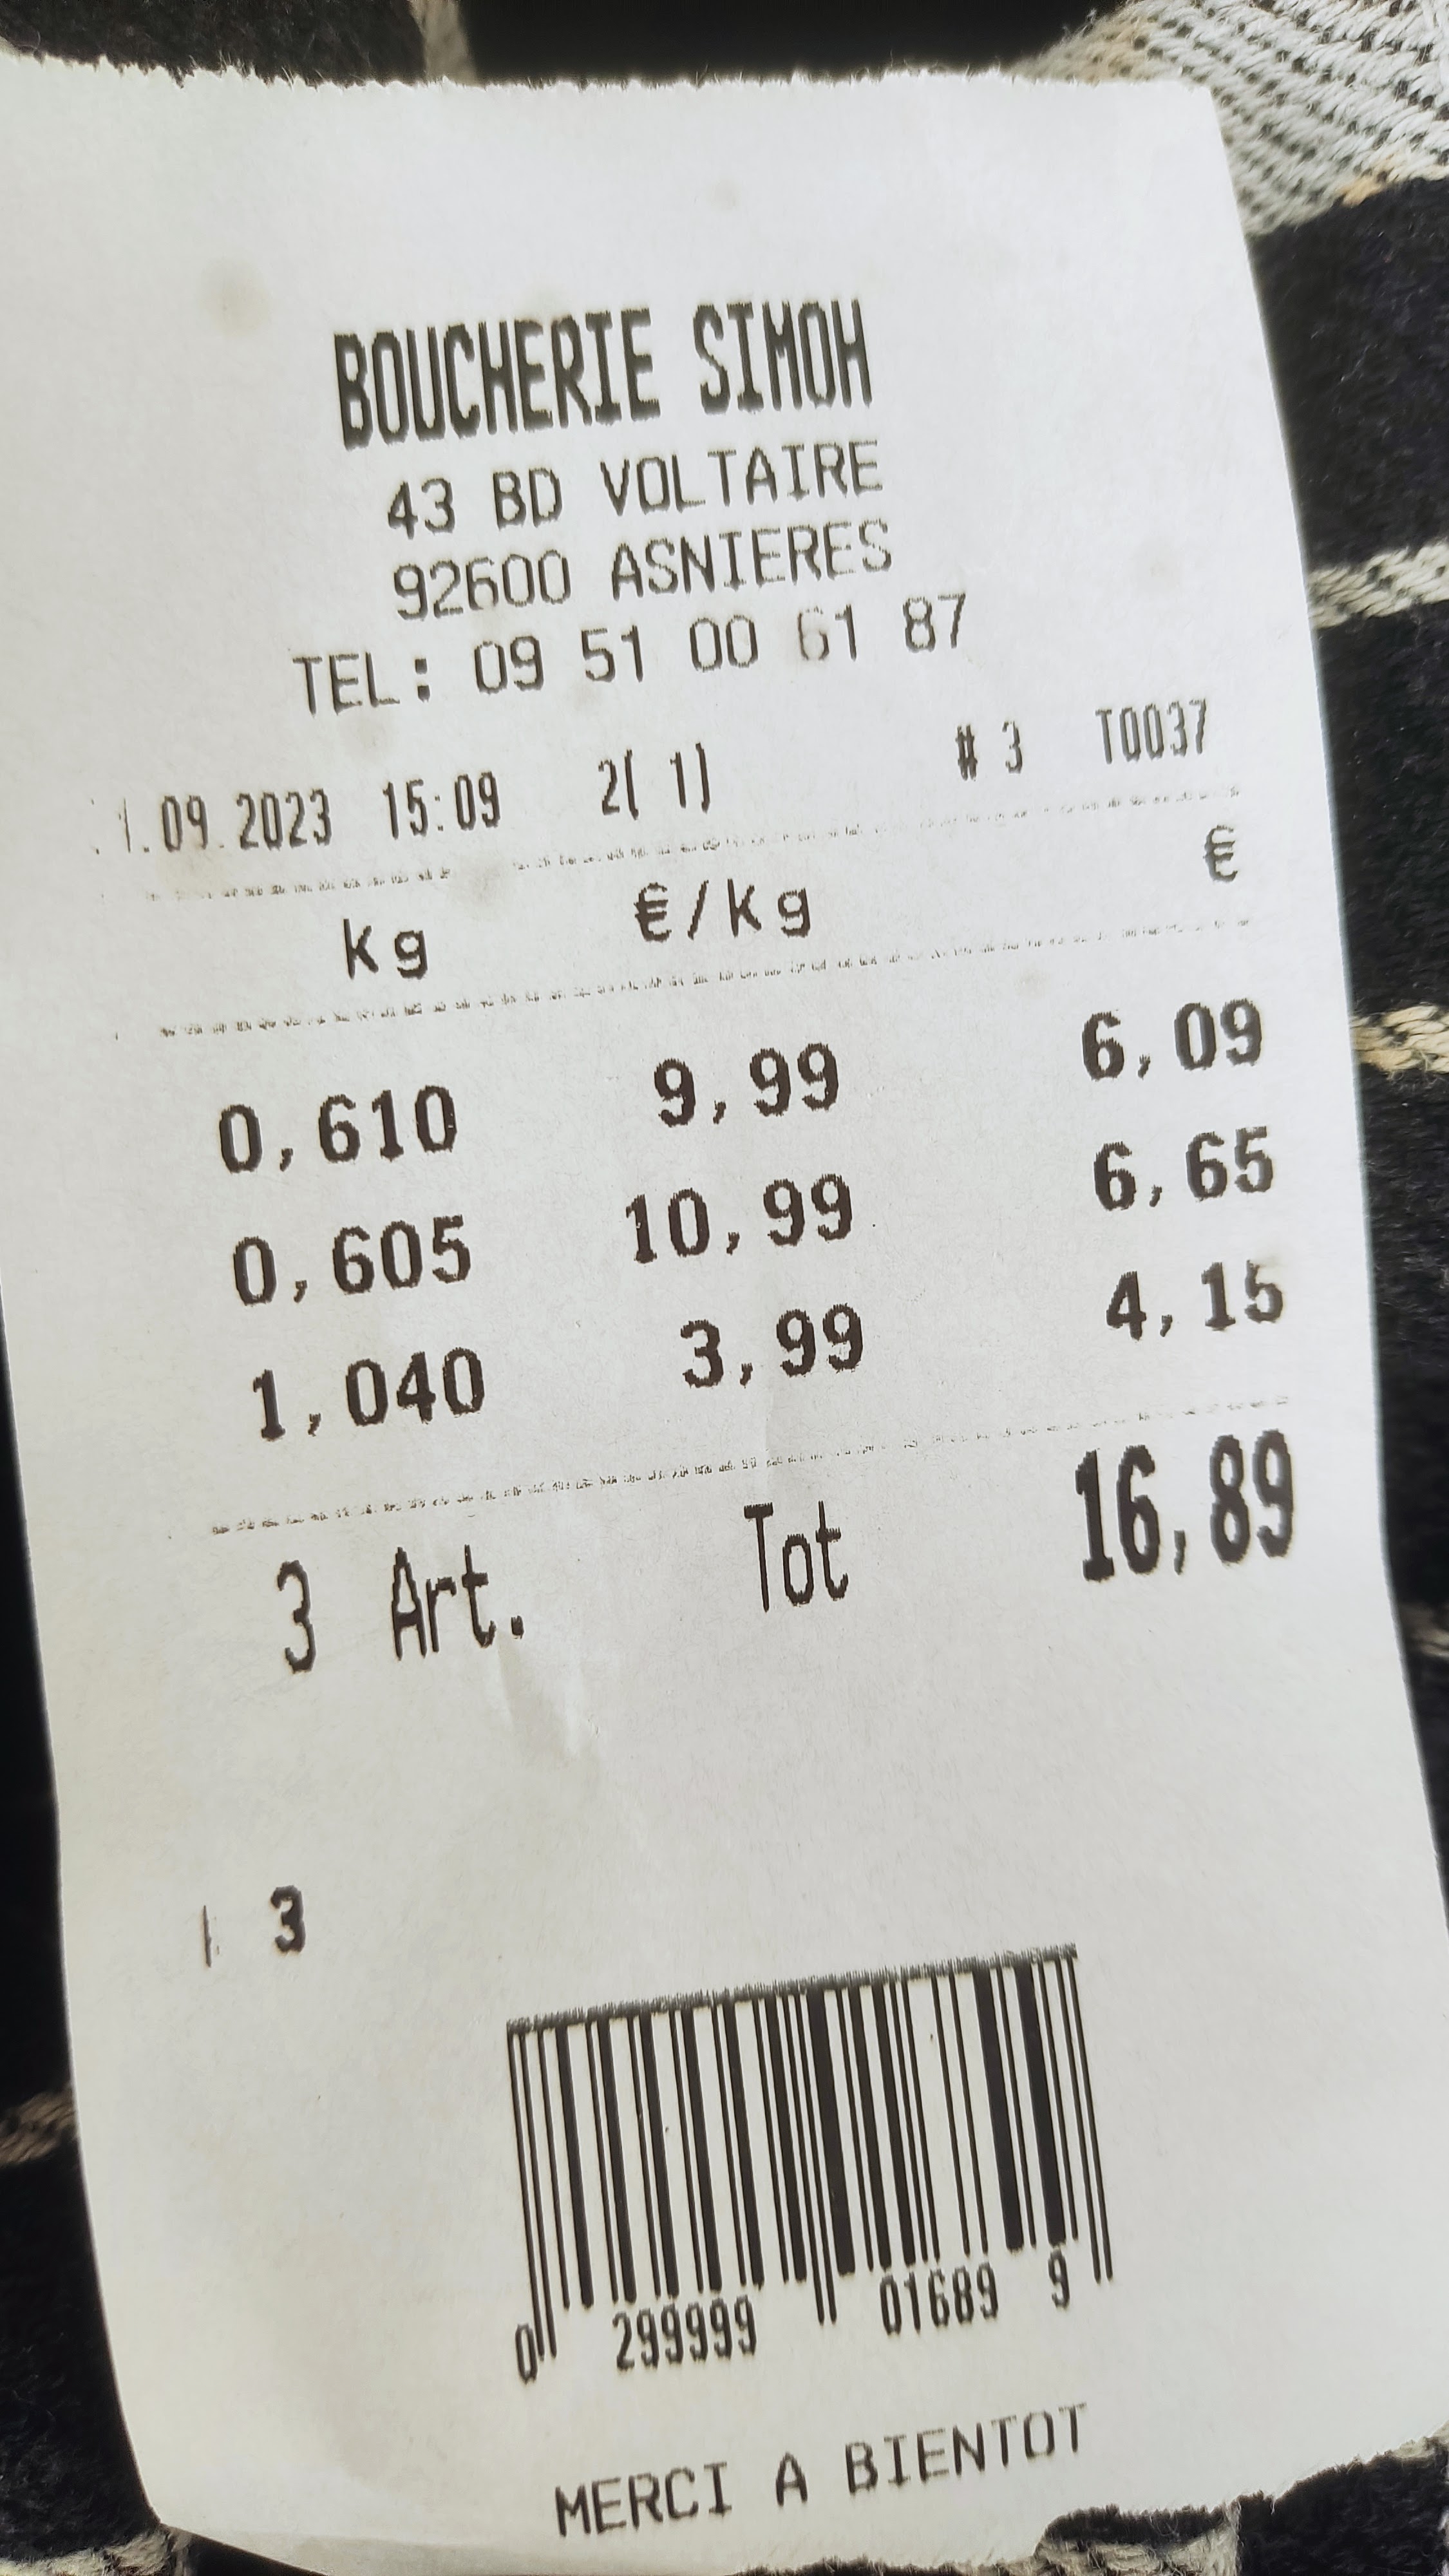 BOUCHERIE SIMOH
43 BD VOLTAIRE
92600 ASNIERES
TEL: 09 51 00 61 87
1.09.2023 15:09 2( 1) # 3 T0037
kg €/kg €
0,610 9,99 6,09
0,605 10,99 6,65
1,040 3,99 4,15
3 Art. Tot 16,89
3
0 299999 01689 9
MERCI A BIENTOT